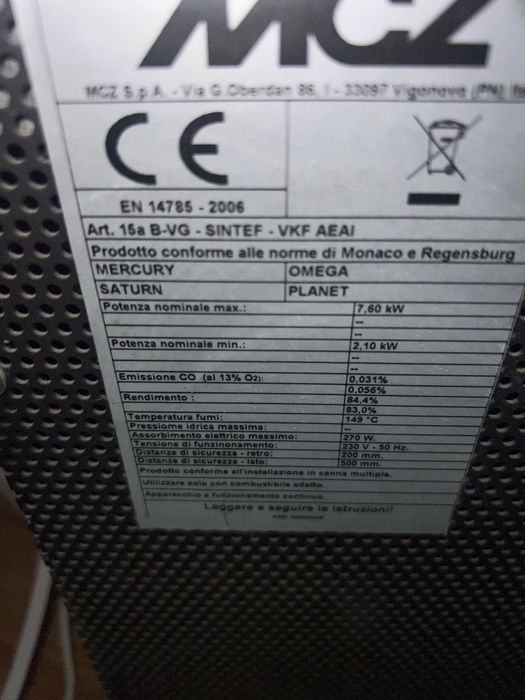 MCZ
MCZ S.p.A. - Via G.Oberdan 86, I - 33097 Vigonovo (PN)
CE
EN 14785 - 2006
Art. 15a B-VG - SINTEF - VKF AEAI
Prodotto conforme alle norme di Monaco e Regensburg
MERCURY OMEGA
SATURN PLANET
Potenza nominale max.: 7,60 kW
--
--
Potenza nominale min.: 2,10 kW
--
--
Emissione CO (al 13% O2): 0,031%
0,056%
Rendimento : 84,4%
83,0%
Temperatura fumi: 149 °C
Pressiome idrica massima: --
Assorbimento elettrico massimo: 270 W.
Tensione di funzinonamento: 230 V - 50 Hz.
Distanze di sicurezza - retro: 200 mm.
Distanze di sicurezza - lato: 500 mm.
Prodotto conforme all'installazione in canna multipla.
Utilizzare solo con combustibile adatto.
Apparecchio a funzionamento continuo.
Leggere e seguire le istruzioni!